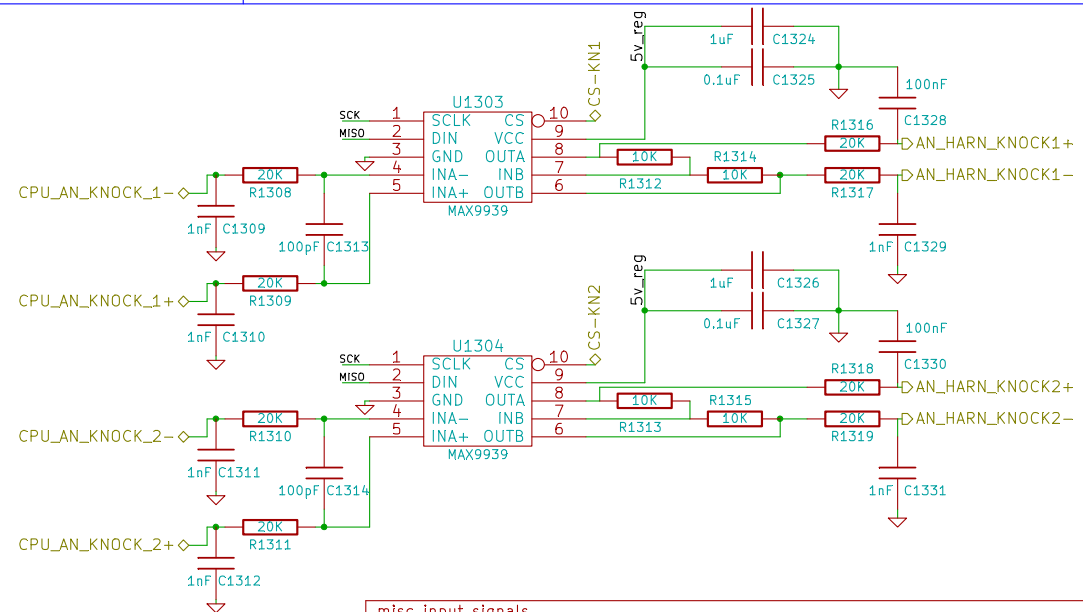 5v_reg
1uF C1324
0.1uF C1325
CS-KN1
100nF
C1328
U1303
SCK 1 SCLK CS 10
MISO 2 DIN VCC 9
3 GND OUTA 8
4 INA- INB 7
5 INA+ OUTB 6
MAX9939
10K
R1312
R1314
10K
R1316
20K
AN_HARN_KNOCK1+
20K
R1317
AN_HARN_KNOCK1-
1nF C1329
CPU_AN_KNOCK_1-
20K
R1308
1nF C1309
100pF C1313
CPU_AN_KNOCK_1+
20K
R1309
1nF C1310
5v_reg
1uF C1326
0.1uF C1327
CS-KN2
100nF
C1330
U1304
SCK 1 SCLK CS 10
MISO 2 DIN VCC 9
3 GND OUTA 8
4 INA- INB 7
5 INA+ OUTB 6
MAX9939
10K
R1313
R1315
10K
R1318
20K
AN_HARN_KNOCK2+
20K
R1319
AN_HARN_KNOCK2-
1nF C1331
CPU_AN_KNOCK_2-
20K
R1310
1nF C1311
100pF C1314
CPU_AN_KNOCK_2+
20K
R1311
1nF C1312
misc input signals